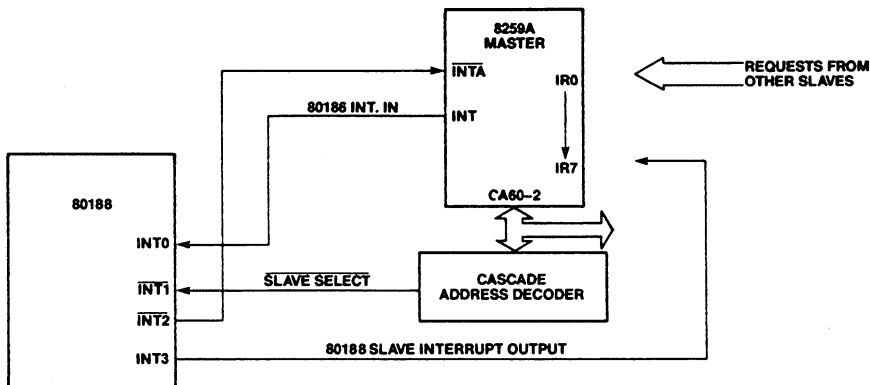 8259A
MASTER
INTA
IR0
REQUESTS FROM
OTHER SLAVES
80186 INT. IN
INT
IR7
CA60-2
80188
INT0
INT1
SLAVE SELECT
CASCADE
ADDRESS DECODER
INT2
INT3
80188 SLAVE INTERRUPT OUTPUT